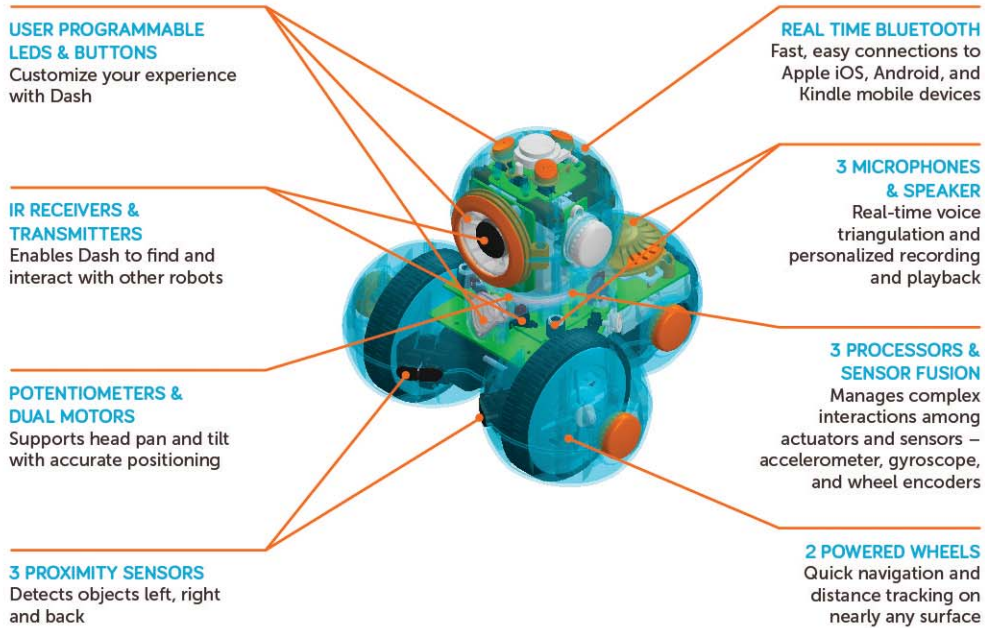 USER PROGRAMMABLE
LEDS & BUTTONS
Customize your experience
with Dash
IR RECEIVERS &
TRANSMITTERS
Enables Dash to find and
interact with other robots
POTENTIOMETERS &
DUAL MOTORS
Supports head pan and tilt
with accurate positioning
3 PROXIMITY SENSORS
Detects objects left, right
and back
REAL TIME BLUETOOTH
Fast, easy connections to
Apple iOS, Android, and
Kindle mobile devices
3 MICROPHONES
& SPEAKER
Real-time voice
triangulation and
personalized recording
and playback
3 PROCESSORS &
SENSOR FUSION
Manages complex
interactions among
actuators and sensors –
accelerometer, gyroscope,
and wheel encoders
2 POWERED WHEELS
Quick navigation and
distance tracking on
nearly any surface